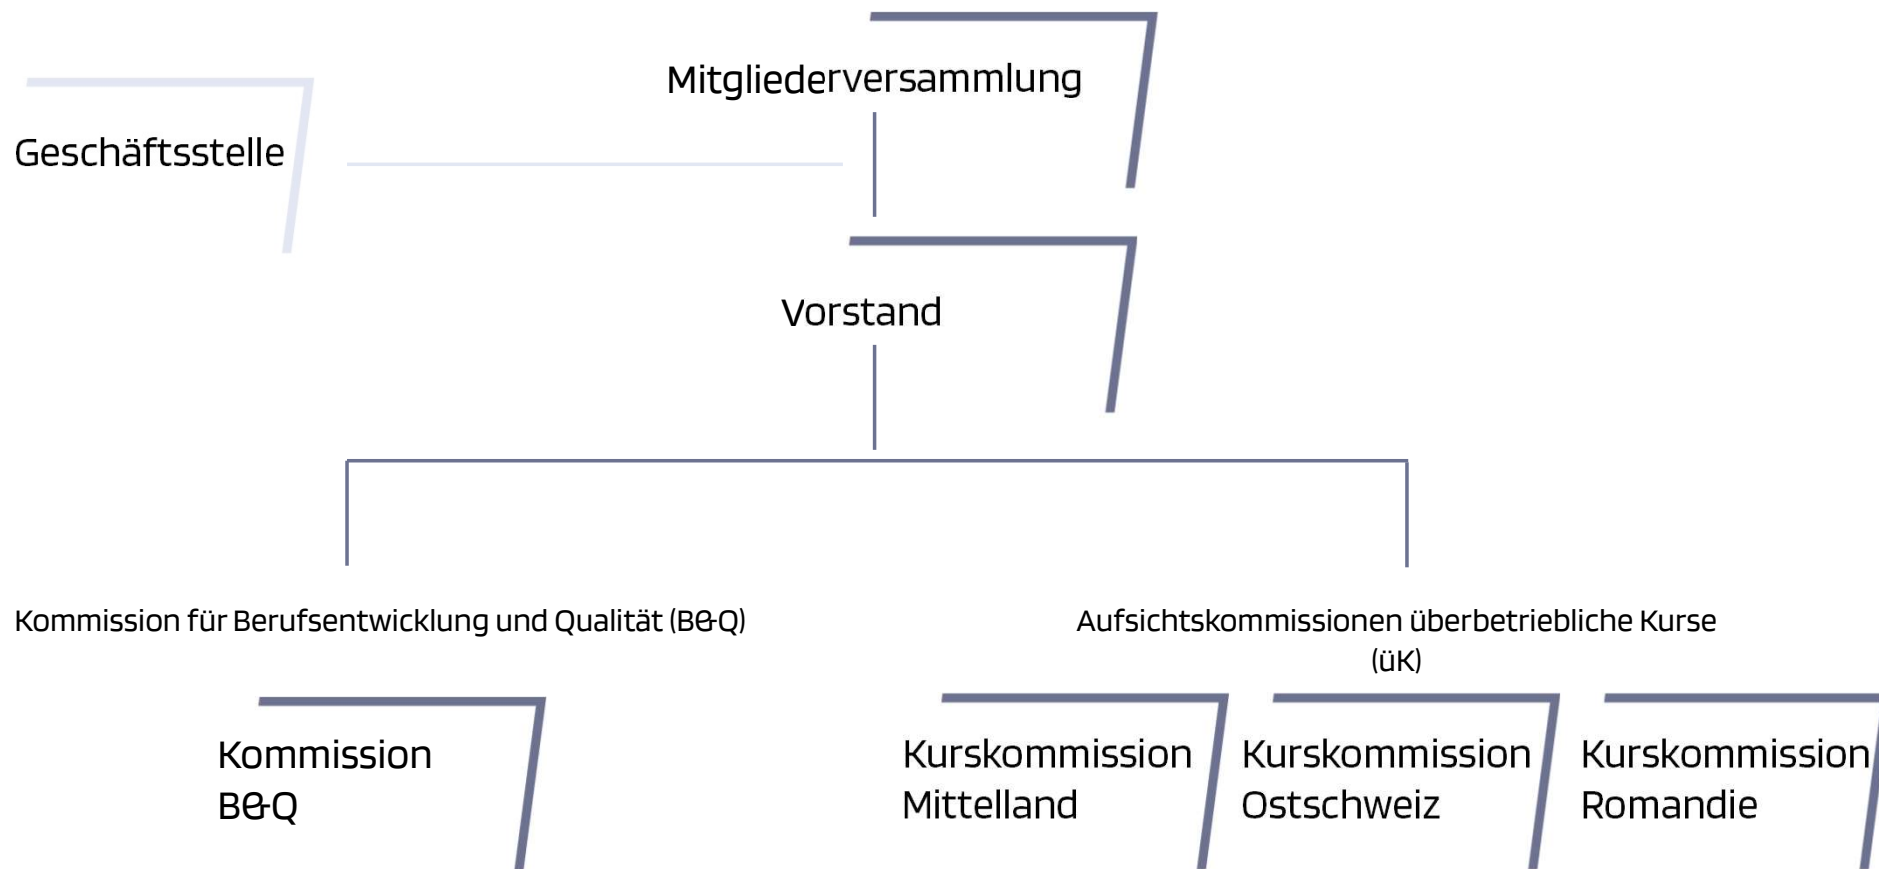 Mitgliederversammlung
Geschäftsstelle
Vorstand
Kommission für Berufsentwicklung und Qualität (B&Q)
Aufsichtskommissionen überbetriebliche Kurse
(üK)
Kommission
B&Q
Kurskommission
Mittelland
Kurskommission
Ostschweiz
Kurskommission
Romandie